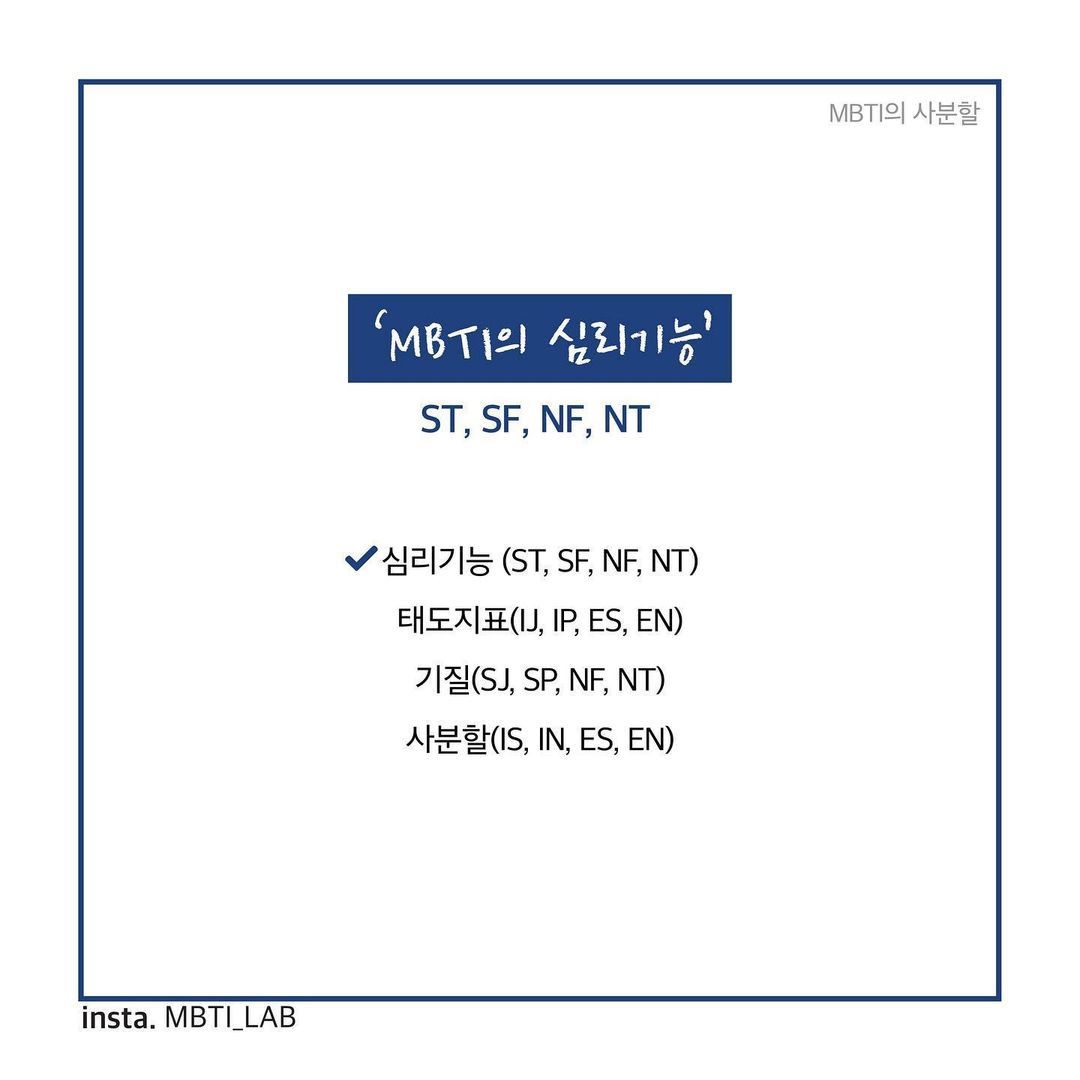 MBTI의 사분할
‘MBTI의 심리기능’
ST, SF, NF, NT
심리기능 (ST, SF, NF, NT)
태도지표(IJ, IP, ES, EN)
기질(SJ, SP, NF, NT)
사분할(IS, IN, ES, EN)
insta. MBTI_LAB